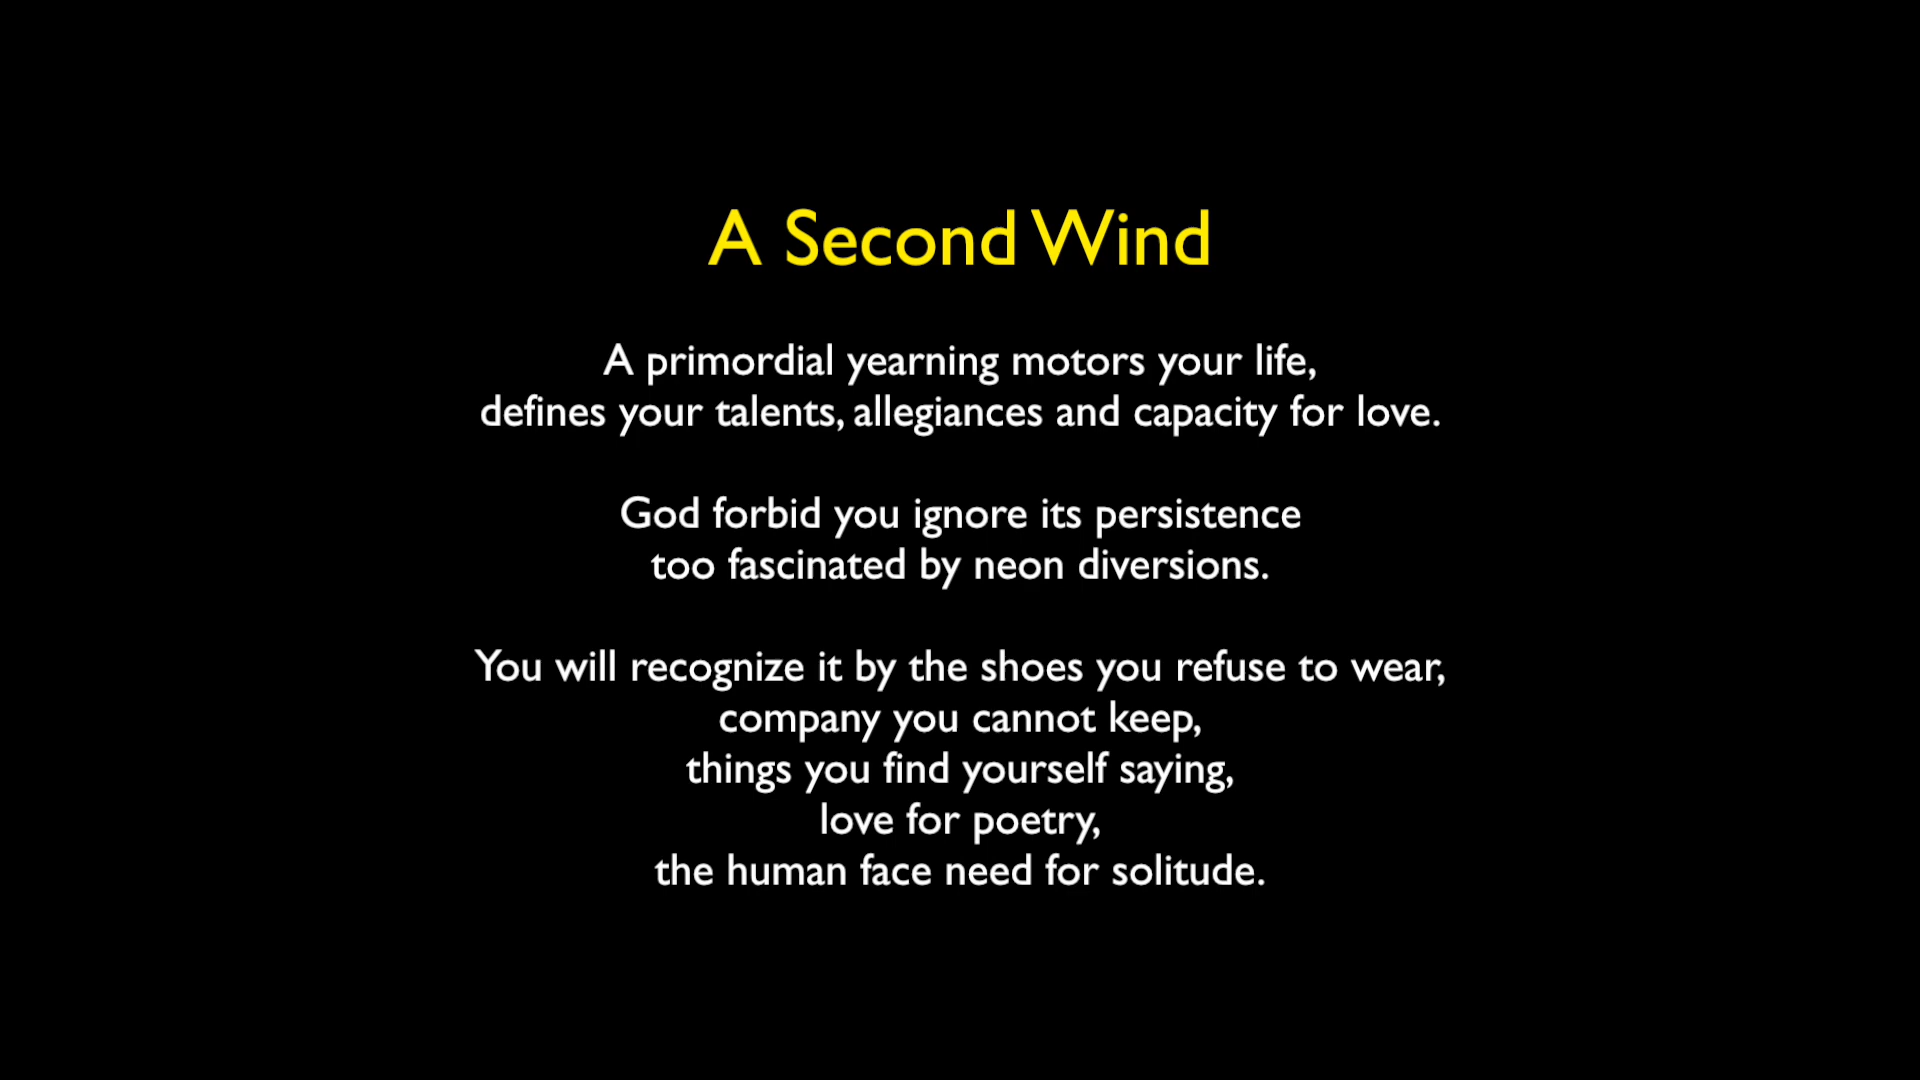 A Second Wind
A primordial yearning motors your life,
defines your talents, allegiances and capacity for love.
God forbid you ignore its persistence
too fascinated by neon diversions.
You will recognize it by the shoes you refuse to wear,
company you cannot keep,
things you find yourself saying,
love for poetry,
the human face need for solitude.